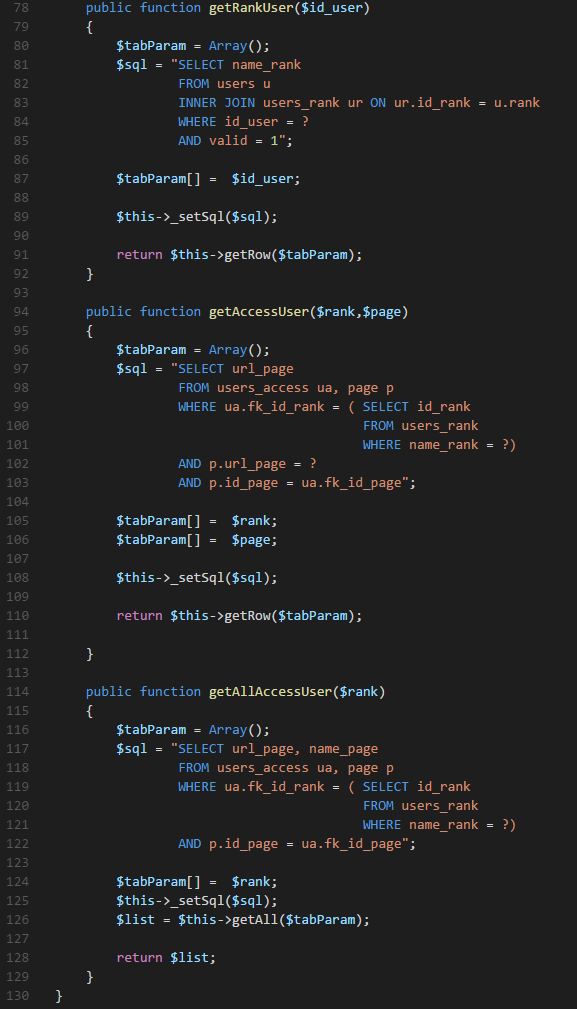 78 public function getRankUser($id_user)
79 {
80 $tabParam = Array();
81 $sql = "SELECT name_rank
82 FROM users u
83 INNER JOIN users_rank ur ON ur.id_rank = u.rank
84 WHERE id_user = ?
85 AND valid = 1";
86
87 $tabParam[] =  $id_user;
88
89 $this->_setSql($sql);
90
91 return $this->getRow($tabParam);
92 }
93
94 public function getAccessUser($rank,$page)
95 {
96 $tabParam = Array();
97 $sql = "SELECT url_page
98 FROM users_access ua, page p
99 WHERE ua.fk_id_rank = ( SELECT id_rank
100 FROM users_rank
101 WHERE name_rank = ?)
102 AND p.url_page = ?
103 AND p.id_page = ua.fk_id_page";
104
105 $tabParam[] =  $rank;
106 $tabParam[] =  $page;
107
108 $this->_setSql($sql);
109
110 return $this->getRow($tabParam);
111
112 }
113
114 public function getAllAccessUser($rank)
115 {
116 $tabParam = Array();
117 $sql = "SELECT url_page, name_page
118 FROM users_access ua, page p
119 WHERE ua.fk_id_rank = ( SELECT id_rank
120 FROM users_rank
121 WHERE name_rank = ?)
122 AND p.id_page = ua.fk_id_page";
123
124 $tabParam[] =  $rank;
125 $this->_setSql($sql);
126 $list = $this->getAll($tabParam);
127
128 return $list;
129 }
130 }